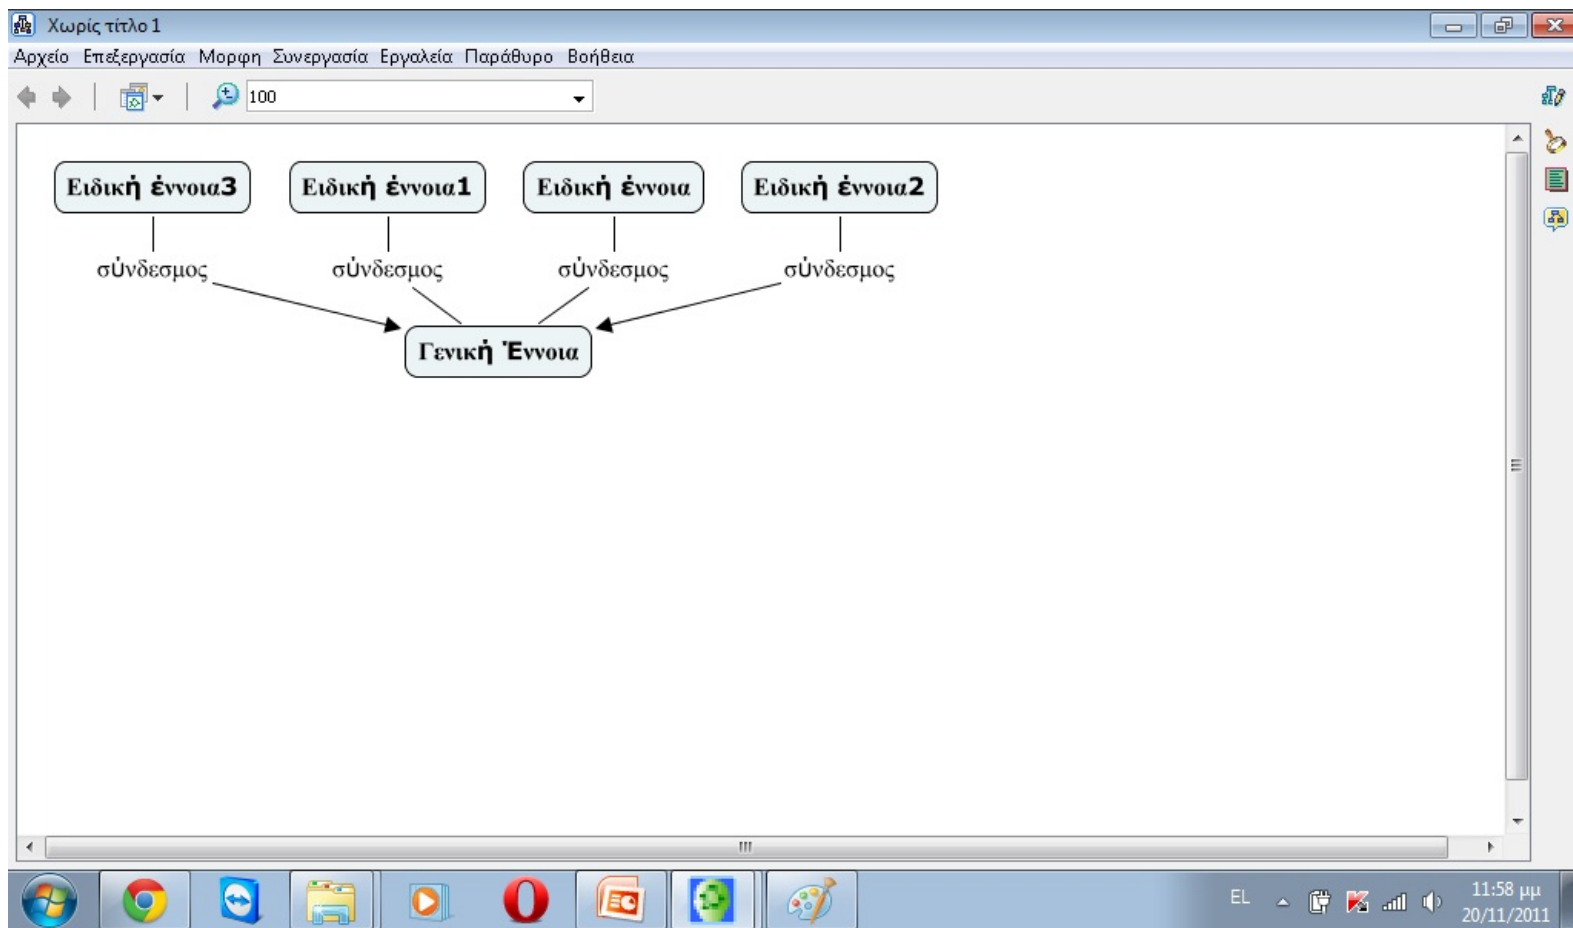 Χωρίς τίτλο 1
Αρχείο Επεξεργασία Μορφη Συνεργασία Εργαλεία Παράθυρο Βοήθεια
100
Ειδική έννοια3 Ειδική έννοια1 Ειδική έννοια Ειδική έννοια2
σύνδεσμος σύνδεσμος σύνδεσμος σύνδεσμος
Γενική Έννοια
EL 11:58 μμ
20/11/2011